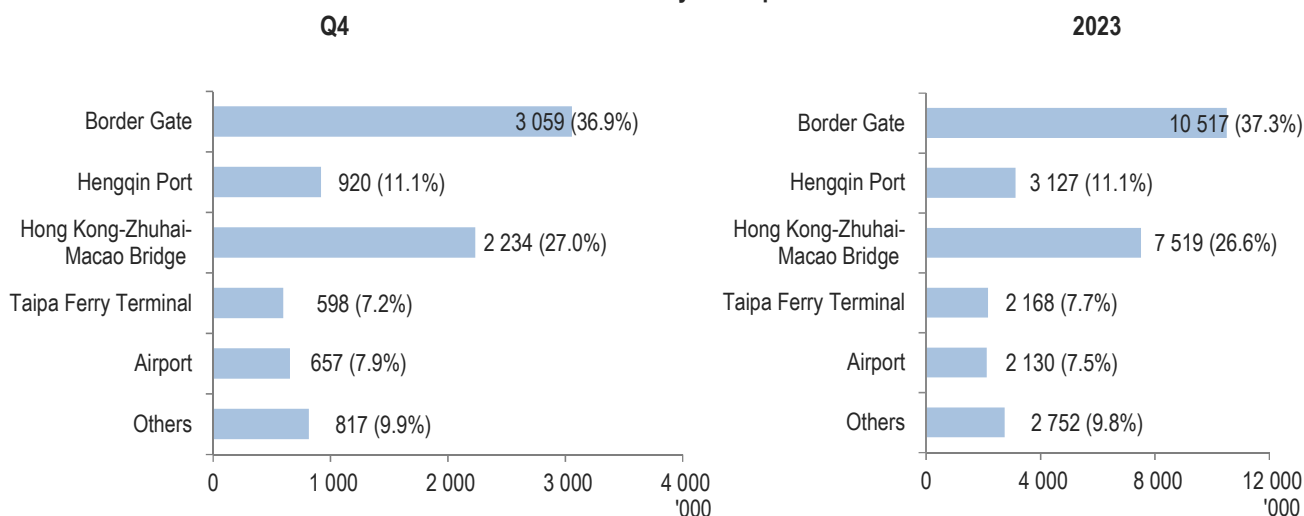 Q4
Border Gate
3 059 (36.9%)
Hengqin Port
920 (11.1%)
Hong Kong-Zhuhai-
Macao Bridge
2 234 (27.0%)
Taipa Ferry Terminal
598 (7.2%)
Airport
657 (7.9%)
Others
817 (9.9%)
0
1 000
2 000
3 000
4 000
'000
2023
Border Gate
10 517 (37.3%)
Hengqin Port
3 127 (11.1%)
Hong Kong-Zhuhai-
Macao Bridge
7 519 (26.6%)
Taipa Ferry Terminal
2 168 (7.7%)
Airport
2 130 (7.5%)
Others
2 752 (9.8%)
0
4 000
8 000
12 000
'000